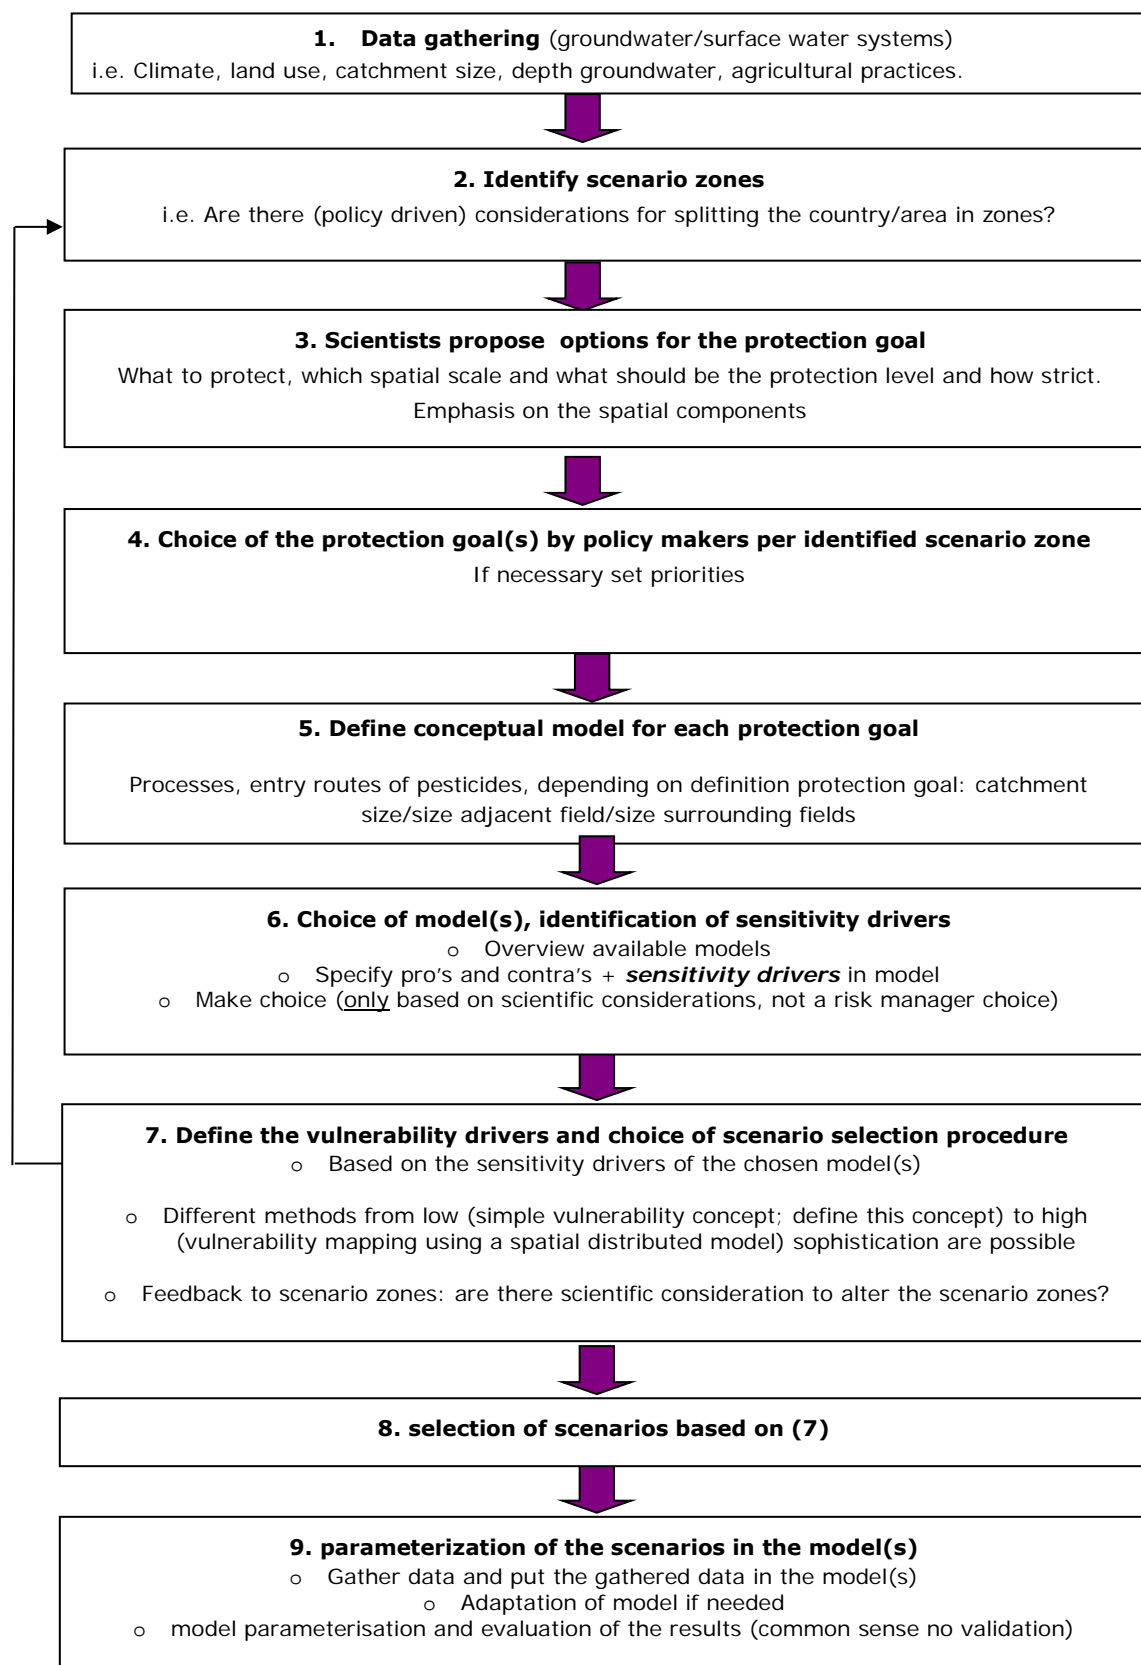 1. Data gathering (groundwater/surface water systems)
i.e. Climate, land use, catchment size, depth groundwater, agricultural practices.
2. Identify scenario zones
i.e. Are there (policy driven) considerations for splitting the country/area in zones?
3. Scientists propose options for the protection goal
What to protect, which spatial scale and what should be the protection level and how strict.
Emphasis on the spatial components
4. Choice of the protection goal(s) by policy makers per identified scenario zone
If necessary set priorities
5. Define conceptual model for each protection goal
Processes, entry routes of pesticides, depending on definition protection goal: catchment
size/size adjacent field/size surrounding fields
6. Choice of model(s), identification of sensitivity drivers
o Overview available models
o Specify pro's and contra's + sensitivity drivers in model
o Make choice (only based on scientific considerations, not a risk manager choice)
7. Define the vulnerability drivers and choice of scenario selection procedure
o Based on the sensitivity drivers of the chosen model(s)
o Different methods from low (simple vulnerability concept; define this concept) to high
(vulnerability mapping using a spatial distributed model) sophistication are possible
o Feedback to scenario zones: are there scientific consideration to alter the scenario zones?
8. selection of scenarios based on (7)
9. parameterization of the scenarios in the model(s)
o Gather data and put the gathered data in the model(s)
o Adaptation of model if needed
o model parameterisation and evaluation of the results (common sense no validation)